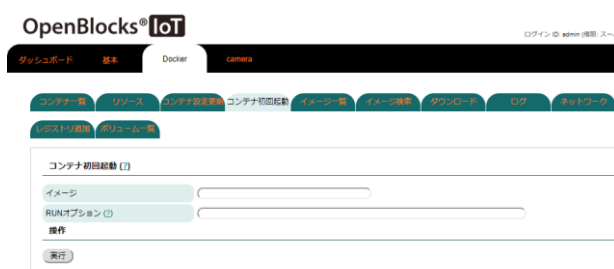 OpenBlocks® IoT
ログイン ID: admin (権限: スー
ダッシュボード 基本 Docker camera
コンテナ一覧 リソース コンテナ設定更新 コンテナ初回起動 イメージ一覧 イメージ検索 ダウンロード ログ ネットワーク
レジストリ追加 ボリューム一覧
コンテナ初回起動 (?)
イメージ
RUNオプション (?)
操作
実行